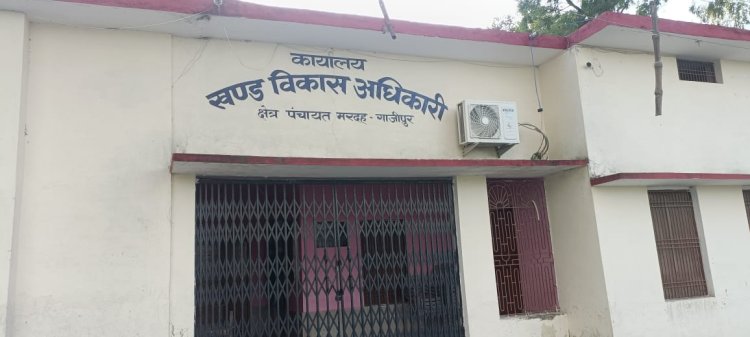 कार्यालय
खण्ड विकास अधिकारी
क्षेत्र पंचायत मरदह - गाजीपुर